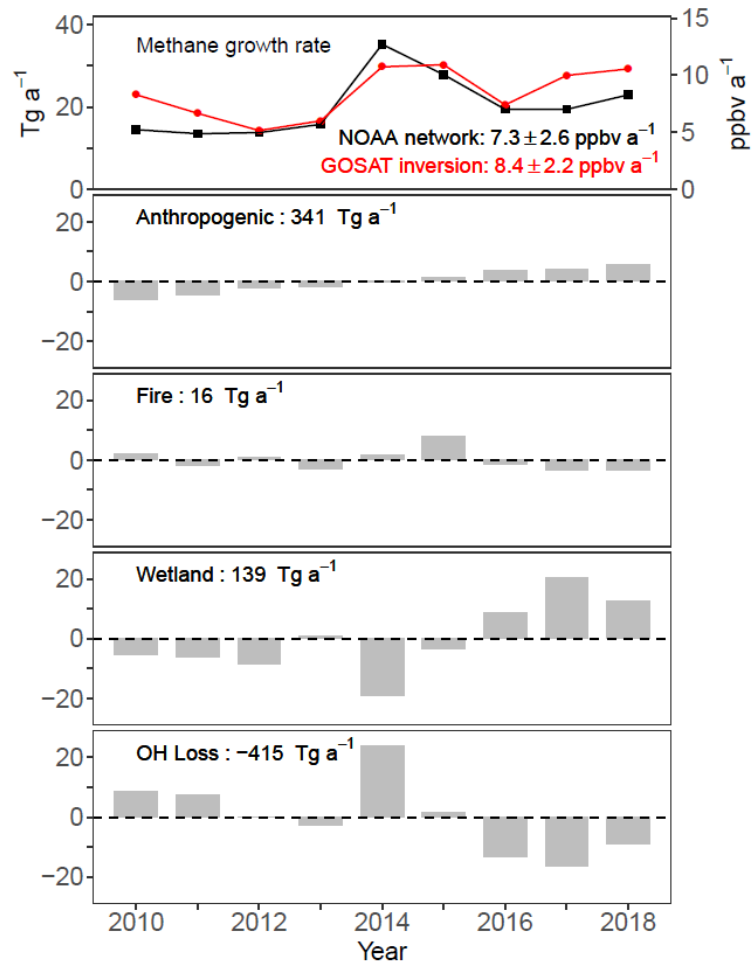 40
20
0
Tg a⁻¹
Methane growth rate
15
10
5
0
ppbv a⁻¹
NOAA network: 7.3 ± 2.6 ppbv a⁻¹
GOSAT inversion: 8.4 ± 2.2 ppbv a⁻¹
Anthropogenic : 341 Tg a⁻¹
20
0
−20
Fire : 16 Tg a⁻¹
20
0
−20
Wetland : 139 Tg a⁻¹
20
0
−20
OH Loss : −415 Tg a⁻¹
20
0
−20
2010 2012 2014 2016 2018
Year